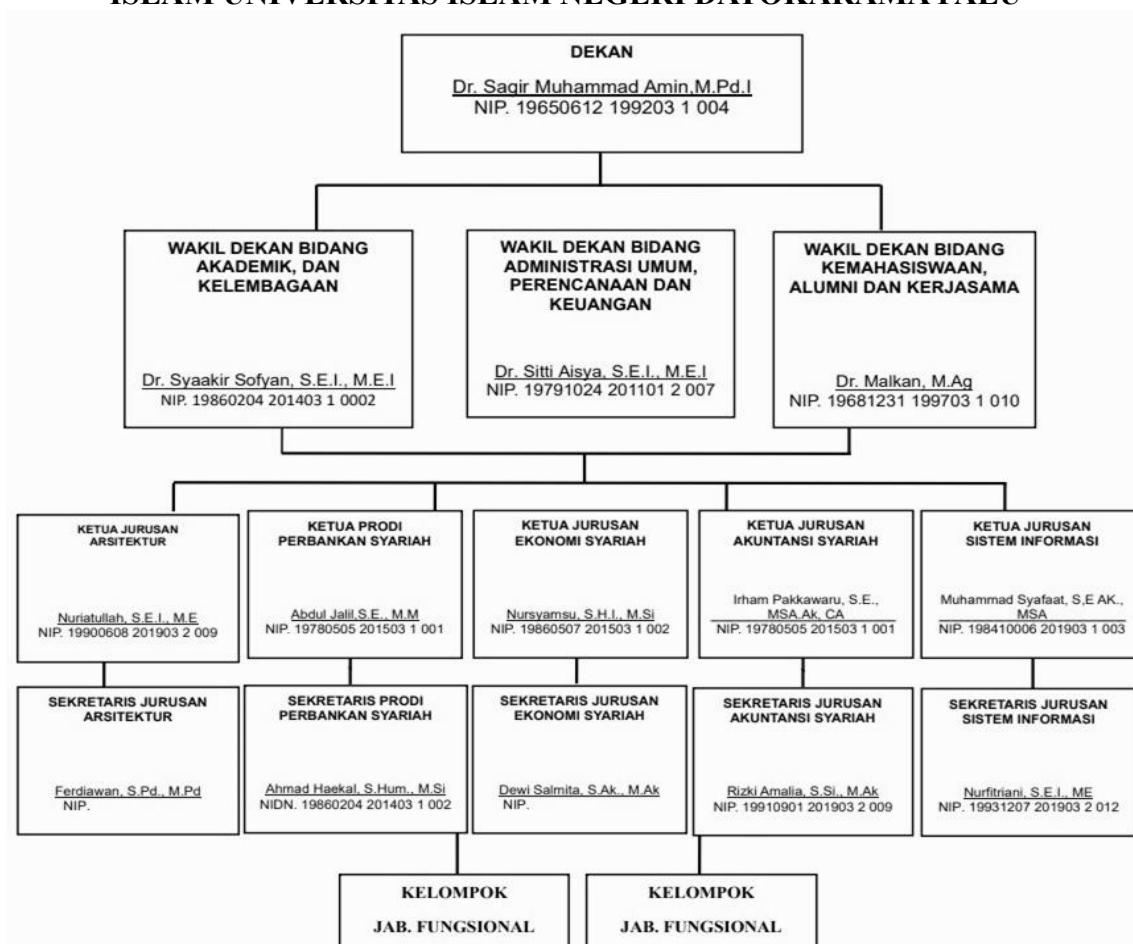 ISLAM UNIVERSITAS ISLAM NEGERI DATOKARAMA PALU
DEKAN
Dr. Sagir Muhammad Amin,M.Pd.I
NIP. 19650612 199203 1 004
WAKIL DEKAN BIDANG
AKADEMIK, DAN
KELEMBAGAAN
Dr. Syaakir Sofyan, S.E.I., M.E.I
NIP. 19860204 201403 1 0002
WAKIL DEKAN BIDANG
ADMINISTRASI UMUM,
PERENCANAAN DAN
KEUANGAN
Dr. Sitti Aisya, S.E.I., M.E.I
NIP. 19791024 201101 2 007
WAKIL DEKAN BIDANG
KEMAHASISWAAN,
ALUMNI DAN KERJASAMA
Dr. Malkan, M.Ag
NIP. 19681231 199703 1 010
KETUA JURUSAN
ARSITEKTUR
Nuriatullah, S.E.I., M.E
NIP. 19900608 201903 2 009
KETUA PRODI
PERBANKAN SYARIAH
Abdul Jalil,S.E., M.M
NIP. 19780505 201503 1 001
KETUA JURUSAN
EKONOMI SYARIAH
Nursyamsu, S.H.I., M.Si
NIP. 19860507 201503 1 002
KETUA JURUSAN
AKUNTANSI SYARIAH
Irham Pakkawaru, S.E.,
MSA.Ak, CA
NIP. 19780505 201503 1 001
KETUA JURUSAN
SISTEM INFORMASI
Muhammad Syafaat, S,E AK.,
MSA
NIP. 198410006 201903 1 003
SEKRETARIS JURUSAN
ARSITEKTUR
Ferdiawan, S.Pd., M.Pd
NIP.
SEKRETARIS PRODI
PERBANKAN SYARIAH
Ahmad Haekal, S.Hum., M.Si
NIDN. 19860204 201403 1 002
SEKRETARIS JURUSAN
EKONOMI SYARIAH
Dewi Salmita, S.Ak., M.Ak
NIP.
SEKRETARIS JURUSAN
AKUNTANSI SYARIAH
Rizki Amalia, S.Si., M.Ak
NIP. 19910901 201903 2 009
SEKRETARIS JURUSAN
SISTEM INFORMASI
Nurfitriani, S.E.I., ME
NIP. 19931207 201903 2 012
KELOMPOK
JAB. FUNGSIONAL
KELOMPOK
JAB. FUNGSIONAL